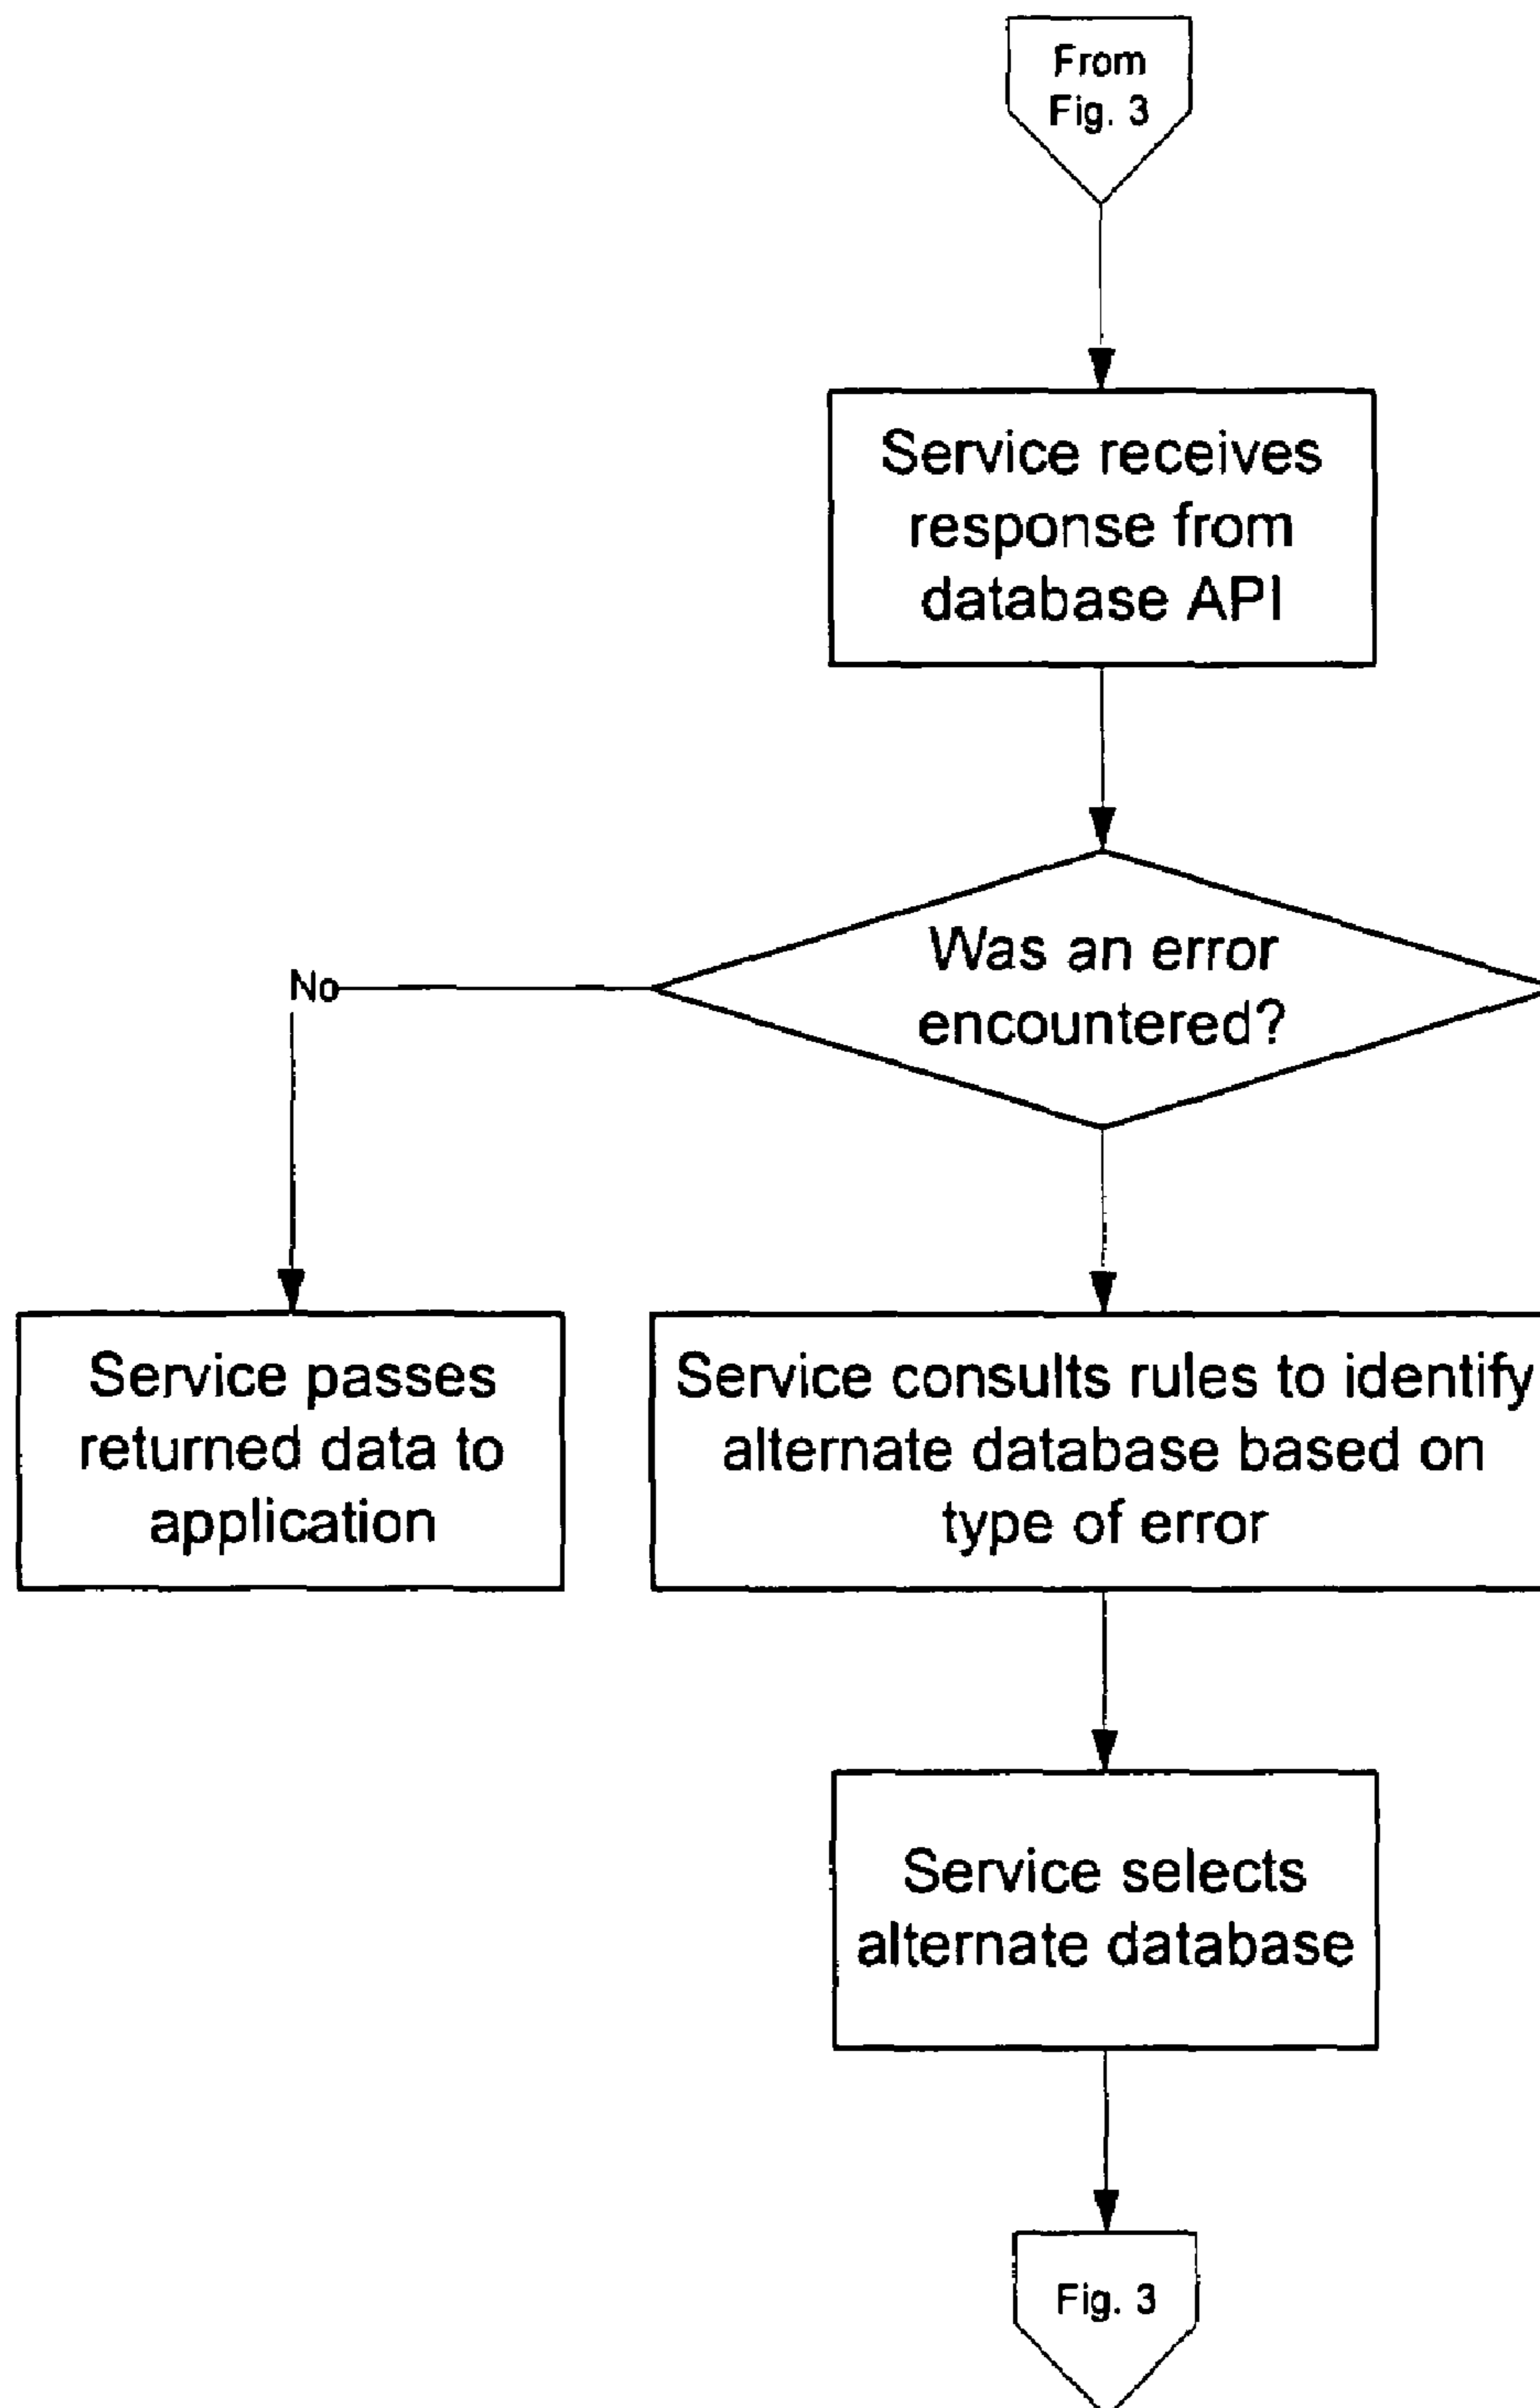 From
Fig. 3
Service receives
response from
database API
Was an error
encountered?
No
Service passes
returned data to
application
Service consults rules to identify
alternate database based on
type of error
Service selects
alternate database
Fig. 3